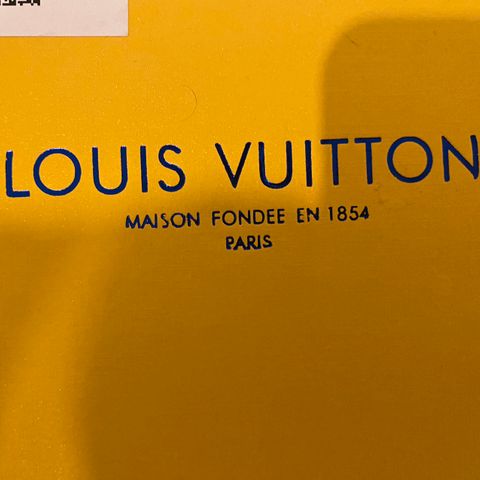 LOUIS VUITTON
MAISON FONDEE EN 1854
PARIS